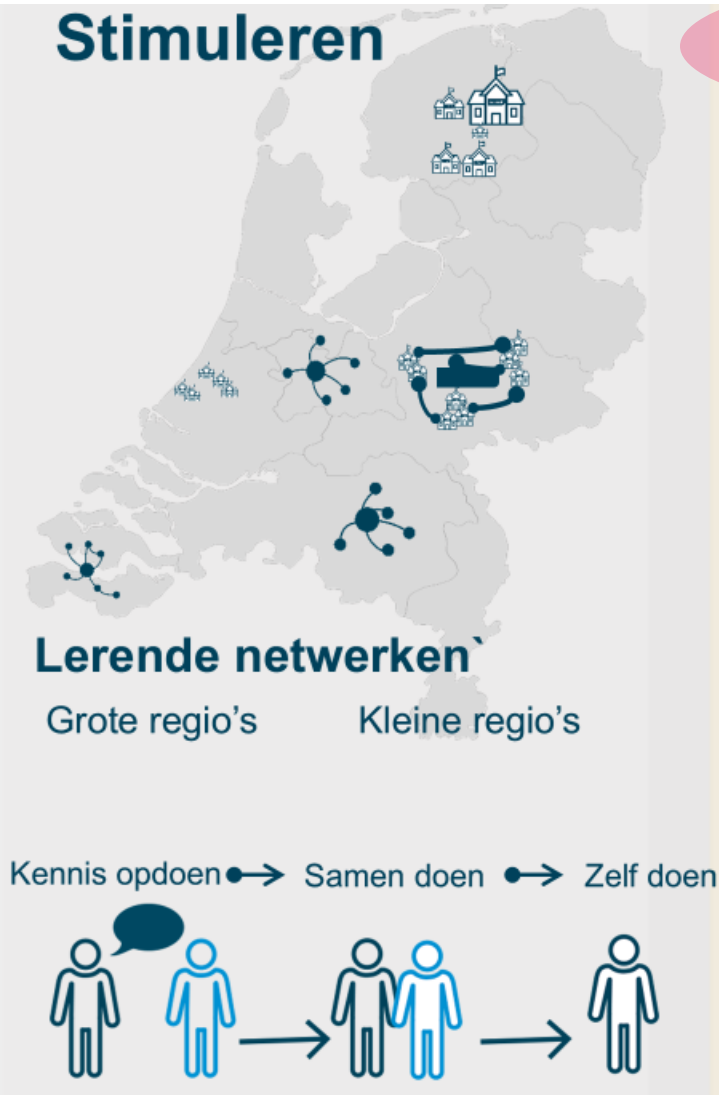 Stimuleren
Lerende netwerken`
Grote regio's
Kleine regio's
Kennis opdoen
Samen doen
Zelf doen